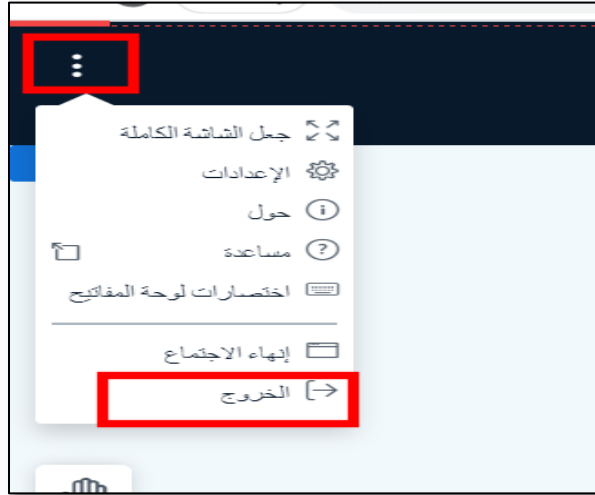 جعل الشاشة الكاملة
الإعدادات
حول
مساعدة
اختصارات لوحة المفاتيح
إنهاء الاجتماع
الخروج